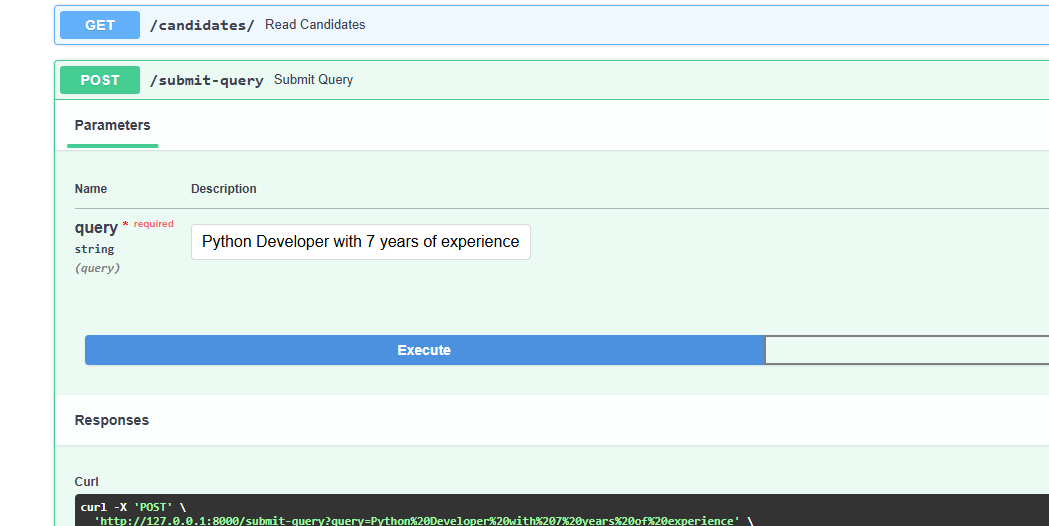 GET /candidates/ Read Candidates
POST /submit-query Submit Query
Parameters
Name Description
query * required
Python Developer with 7 years of experience
string
(query)
Execute
Responses
Curl
curl -X 'POST' \
'http://127.0.0.1:8000/submit-query?query=Python%20Developer%20with%207%20years%20of%20experience' \